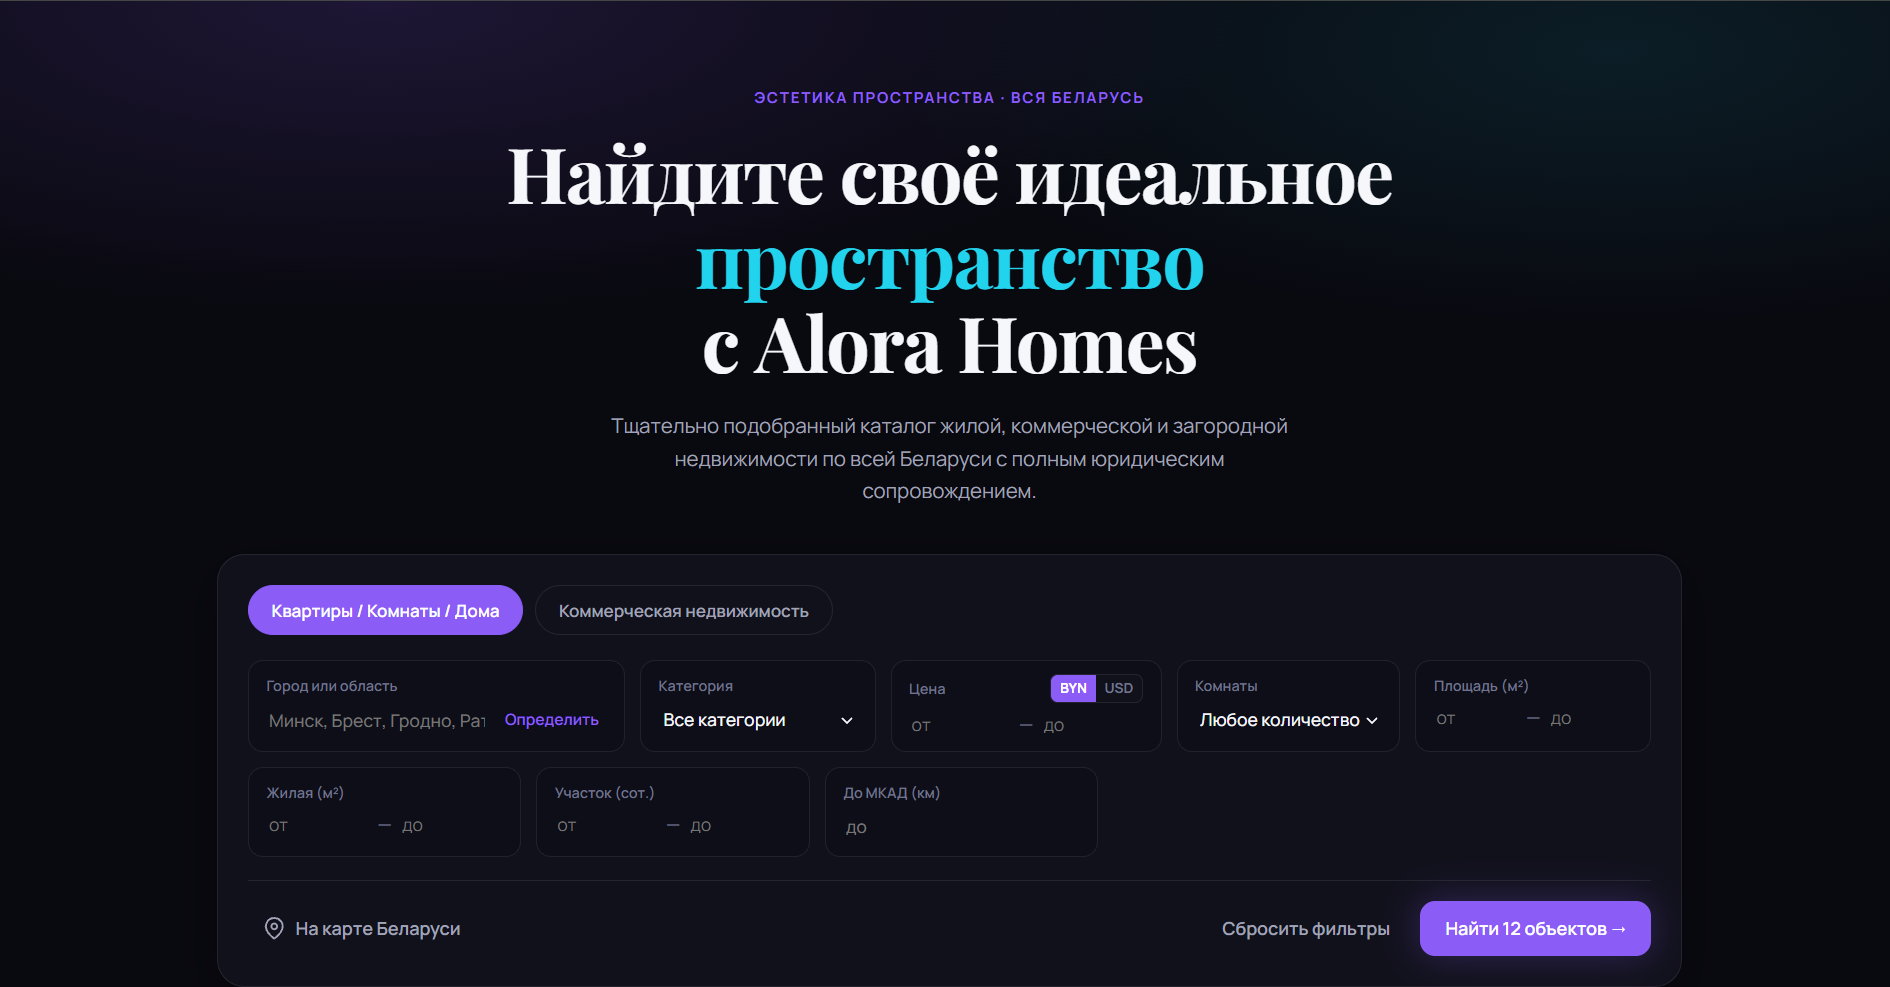 ЭСТЕТИКА ПРОСТРАНСТВА · ВСЯ БЕЛАРУСЬ
Найдите своё идеальное
пространство
с Alora Homes
Тщательно подобранный каталог жилой, коммерческой и загородной
недвижимости по всей Беларуси с полным юридическим
сопровождением.
Квартиры / Комнаты / Дома
Коммерческая недвижимость
Город или область
Минск, Брест, Гродно, Рат
Определить
Категория
Все категории
Цена
BYN USD
от — до
Комнаты
Любое количество
Площадь (м²)
от — до
Жилая (м²)
от — до
Участок (сот.)
от — до
До МКАД (км)
до
На карте Беларуси
Сбросить фильтры
Найти 12 объектов →